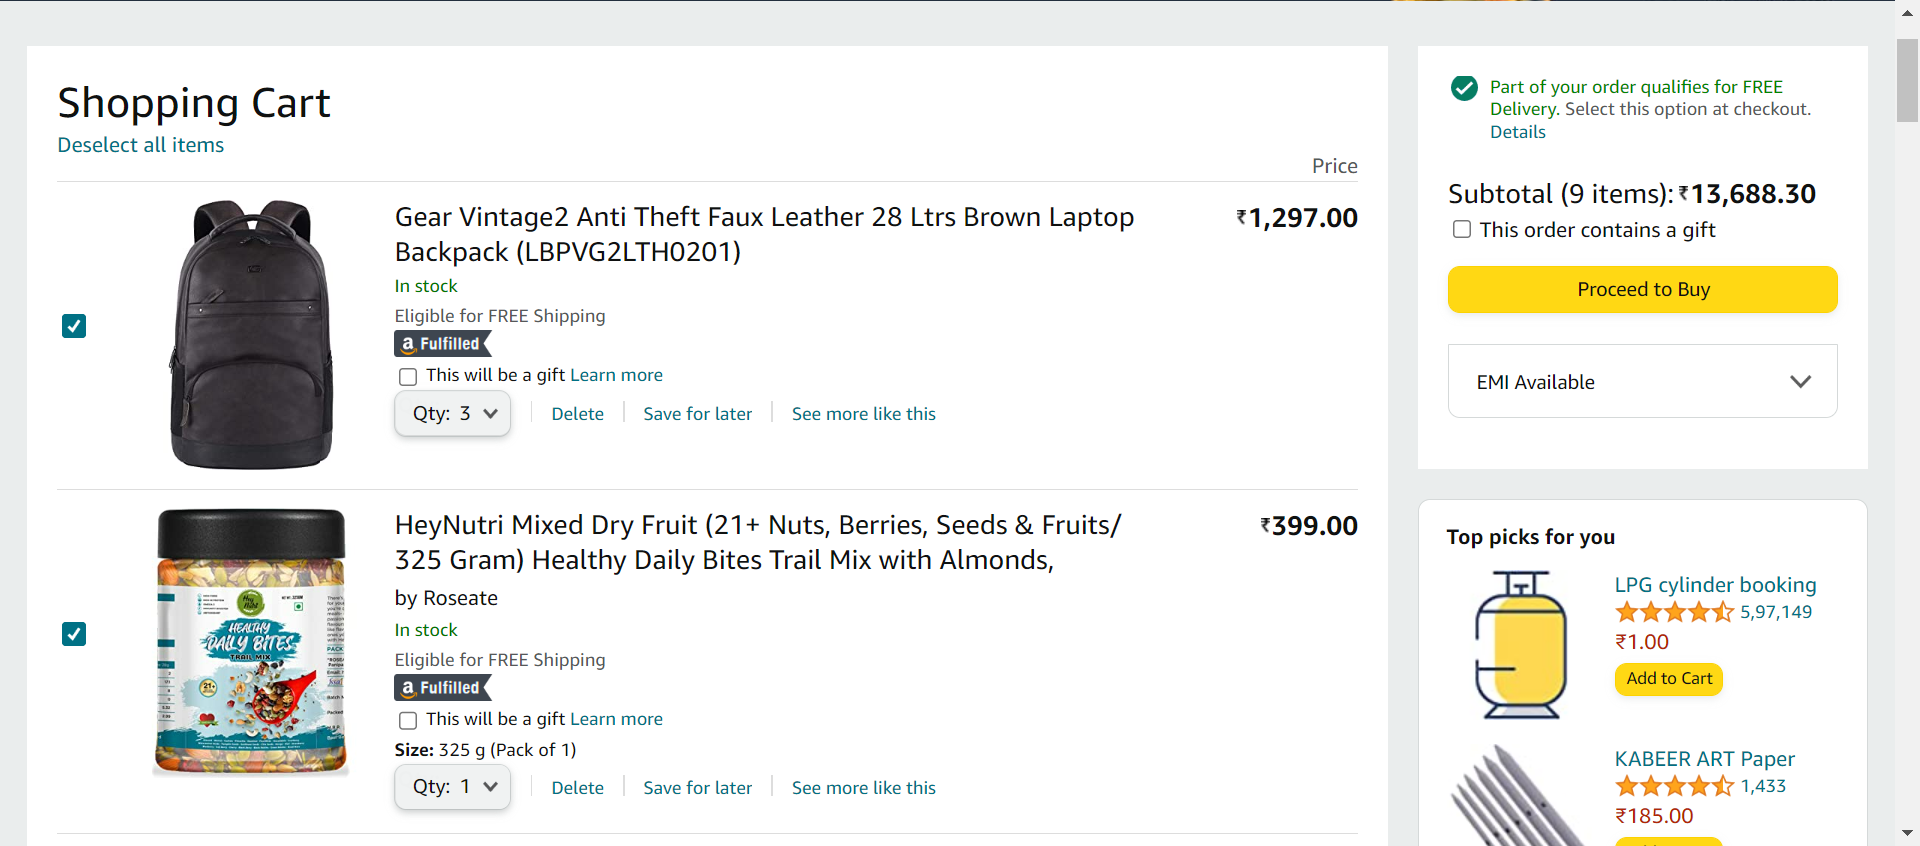 Shopping Cart
Deselect all items
Price
Gear Vintage2 Anti Theft Faux Leather 28 Ltrs Brown Laptop
Backpack (LBPVG2LTH0201)
₹1,297.00
In stock
Eligible for FREE Shipping
a Fulfilled
This will be a gift Learn more
Qty: 3
Delete
Save for later
See more like this
HeyNutri Mixed Dry Fruit (21+ Nuts, Berries, Seeds & Fruits/
325 Gram) Healthy Daily Bites Trail Mix with Almonds,
₹399.00
by Roseate
In stock
Eligible for FREE Shipping
a Fulfilled
This will be a gift Learn more
Size: 325 g (Pack of 1)
Qty: 1
Delete
Save for later
See more like this
HEALTHY
DAILY BITES
TRAIL MIX
21+
Part of your order qualifies for FREE
Delivery. Select this option at checkout.
Details
Subtotal (9 items): ₹13,688.30
This order contains a gift
Proceed to Buy
EMI Available
Top picks for you
LPG cylinder booking
5,97,149
₹1.00
Add to Cart
KABEER ART Paper
1,433
₹185.00